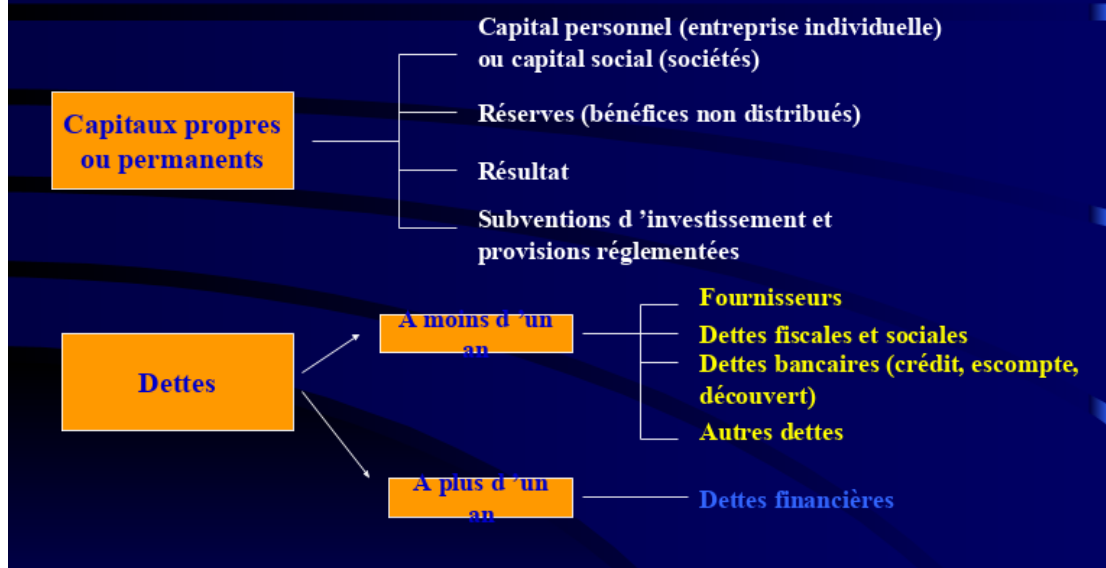 Capital personnel (entreprise individuelle)
ou capital social (sociétés)
Capitaux propres
ou permanents
Réserves (bénéfices non distribués)
Résultat
Subventions d ’investissement et
provisions réglementées
Dettes
A moins d ’un
an
Fournisseurs
Dettes fiscales et sociales
Dettes bancaires (crédit, escompte,
découvert)
Autres dettes
A plus d ’un
an
Dettes financières